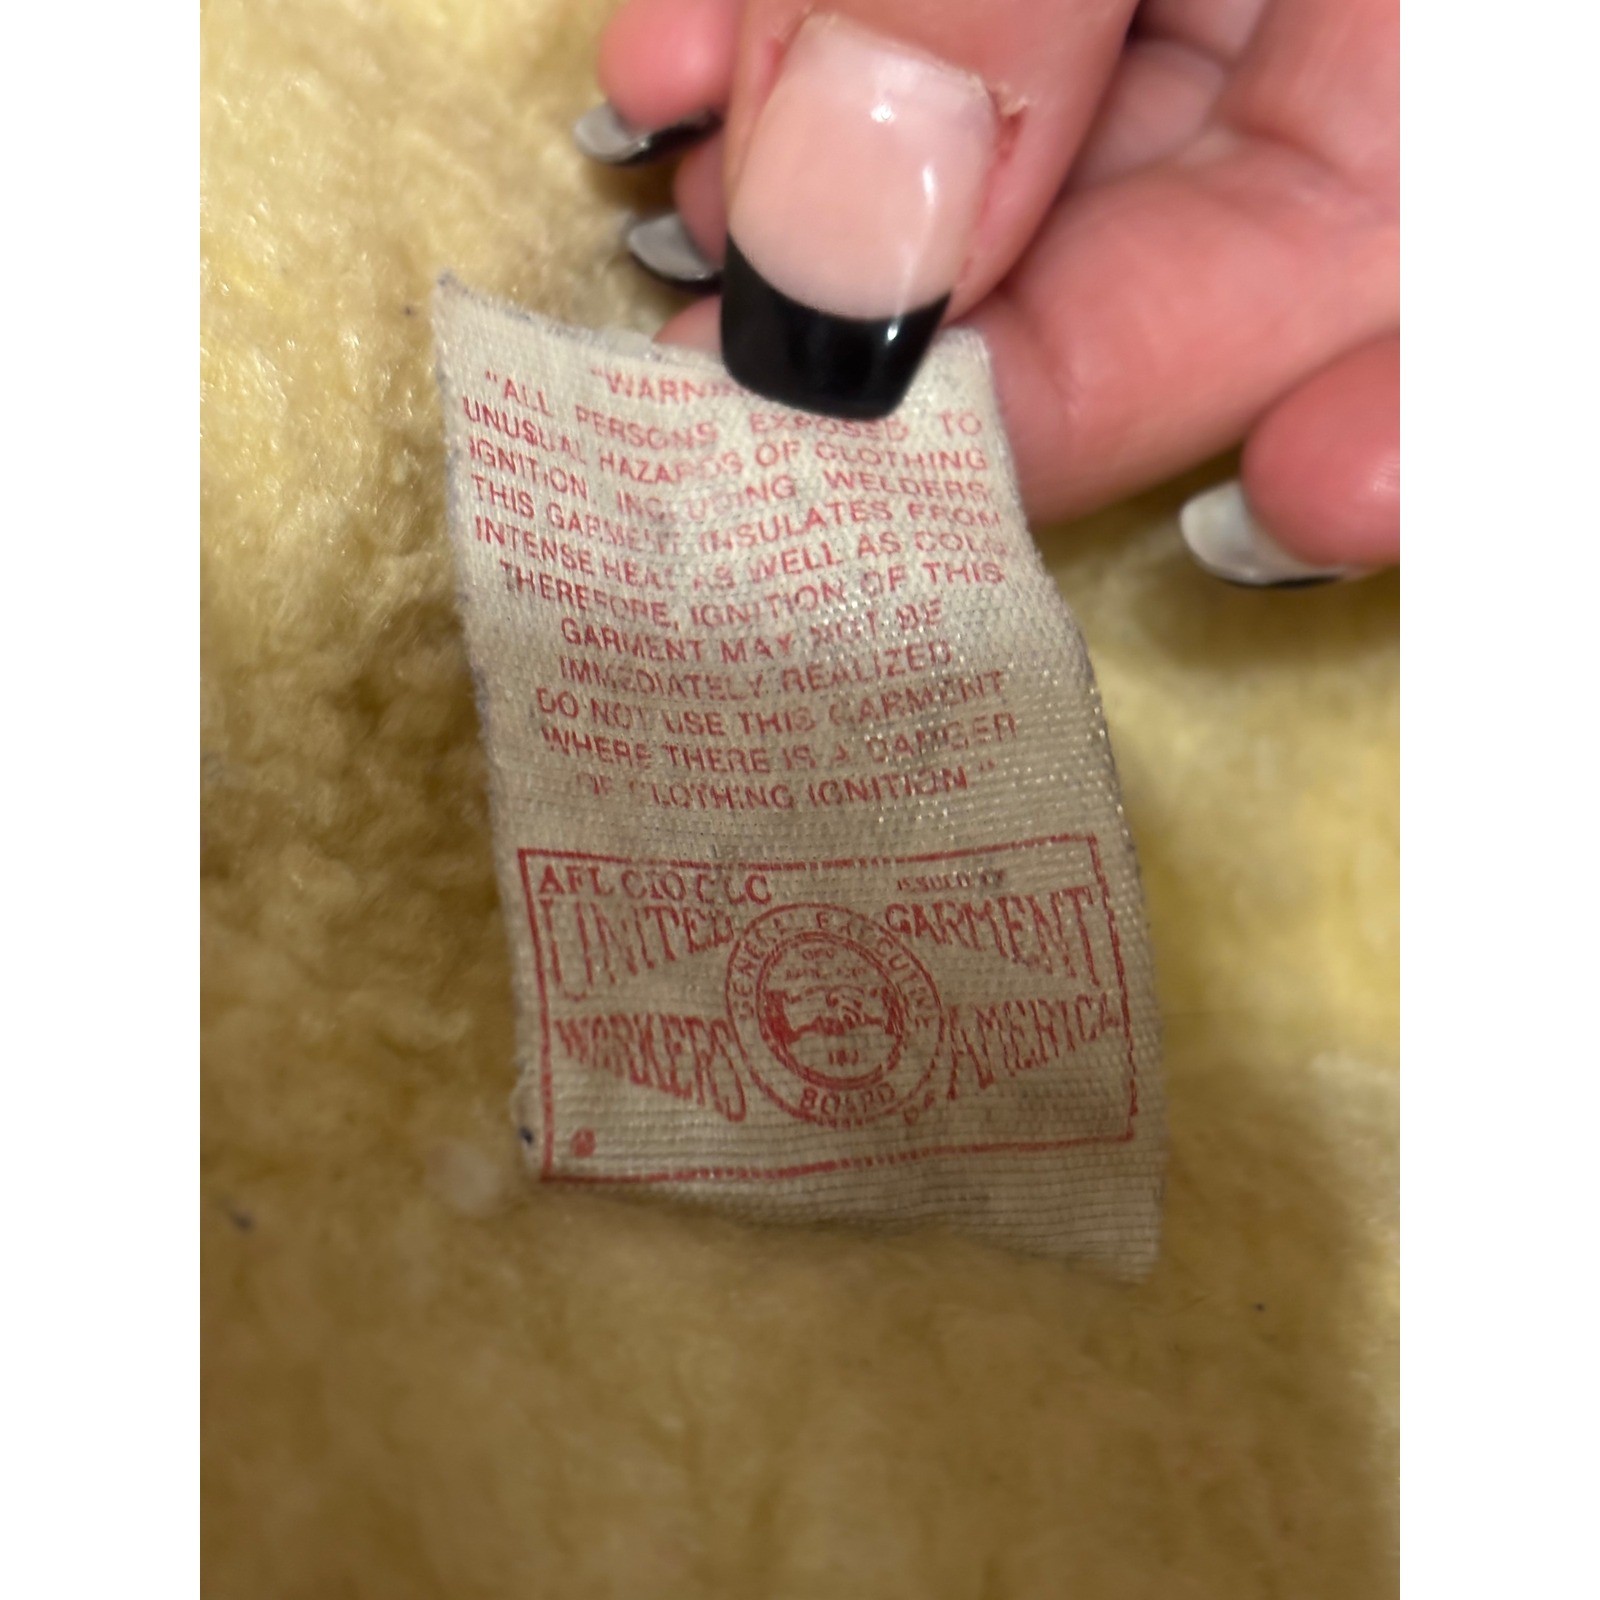 "WARNIN
"ALL PERSONS EXPOSED TO
UNUSUAL HAZARDS OF CLOTHING
IGNITION INCLUDING WELDERS:
THIS GARMENT INSULATES FROM
INTENSE HEAT AS WELL AS COLD.
THEREFORE, IGNITION OF THIS
GARMENT MAY NOT BE
IMMEDIATELY REALIZED
DO NOT USE THIS GARMENT
WHERE THERE IS A DANGER
OF CLOTHING IGNITION"
AFL CIO CLC
ISSUED BY
UNITED GARMENT
WORKERS OF AMERICA
GENERAL EXECUTIVE
BOARD